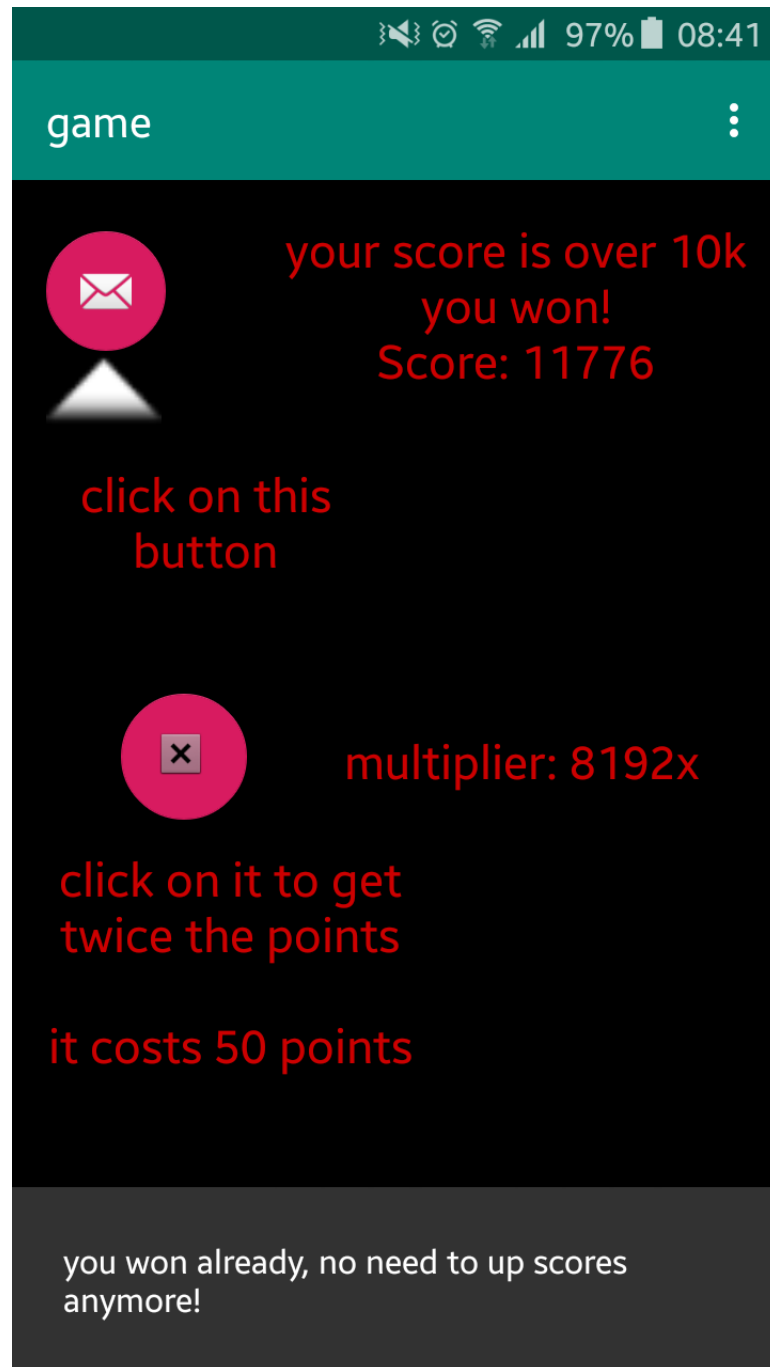 97% 08:41
game
your score is over 10k
you won!
Score: 11776
click on this
button
multiplier: 8192x
click on it to get
twice the points
it costs 50 points
you won already, no need to up scores
anymore!